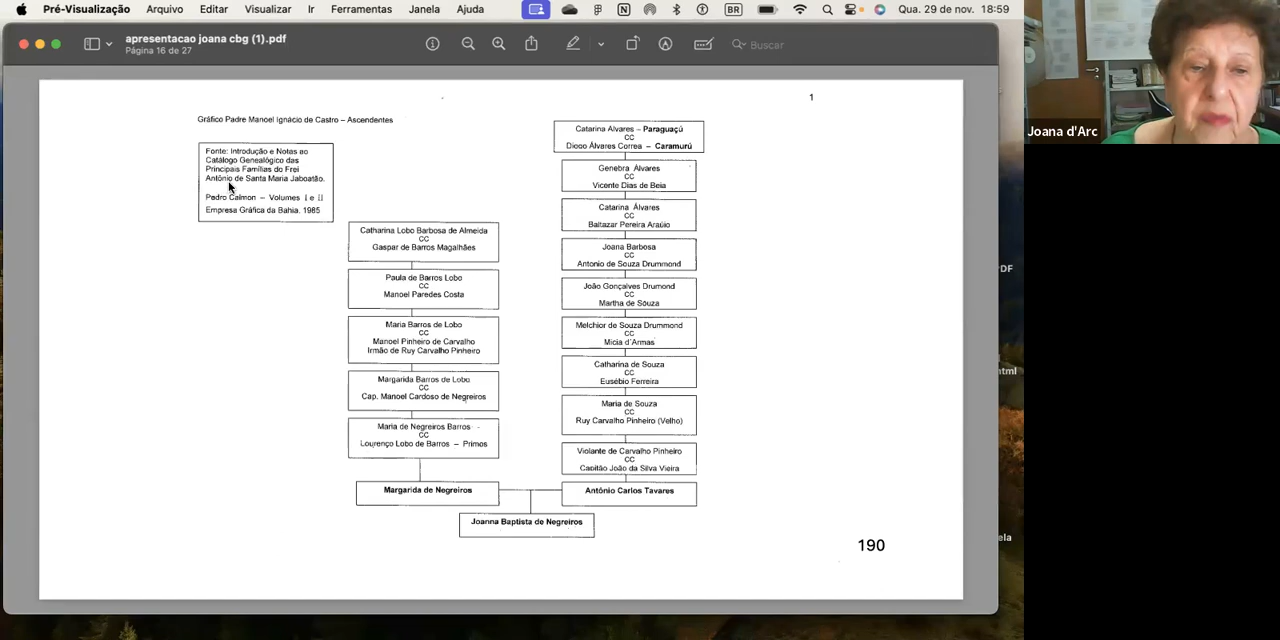 Pré-Visualização Arquivo Editar Visualizar Ir Ferramentas Janela Ajuda
BR
Qua. 29 de nov. 18:59
apresentacao joana cbg (1).pdf
Página 16 de 27
Buscar
Joana d'Arc
1
Gráfico Padre Manoel Ignácio de Castro – Ascendentes
Fonte: Introdução e Notas ao
Catálogo Genealógico das
Principais Famílias do Frei
Antônio de Santa Maria Jaboatão.
Pedro Calmon – Volumes I e II
Empresa Gráfica da Bahia. 1985
Catharina Lobo Barbosa de Almeida
CC
Gaspar de Barros Magalhães
Paula de Barros Lobo
CC
Manoel Paredes Costa
Maria Barros de Lobo
CC
Manoel Pinheiro de Carvalho
Irmão de Ruy Carvalho Pinheiro
Margarida Barros de Lobo
CC
Cap. Manoel Cardoso de Negreiros
Maria de Negreiros Barros
CC
Lourenço Lobo de Barros – Primos
Margarida de Negreiros
Catarina Alvares – Paraguaçú
CC
Diogo Álvares Correa – Caramurú
Genebra Álvares
CC
Vicente Dias de Beja
Catarina Álvares
CC
Baltazar Pereira Araújo
Joana Barbosa
CC
Antonio de Souza Drummond
João Gonçalves Drumond
CC
Martha de Souza
Melchior de Souza Drummond
CC
Micia d´Armas
Catharina de Souza
CC
Eusébio Ferreira
Maria de Souza
CC
Ruy Carvalho Pinheiro (Velho)
Violante de Carvalho Pinheiro
CC
Capitão João da Silva Vieira
Antônio Carlos Tavares
Joanna Baptista de Negreiros
190